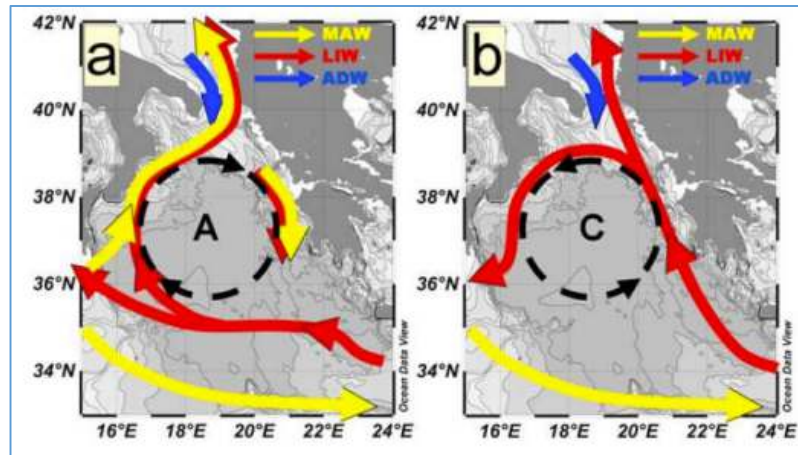 a
MAW
LIW
ADW
42°N
40°N
38°N
36°N
34°N
A
16°E 18°E 20°E 22°E 24°E
Ocean Data View
b
MAW
LIW
ADW
42°N
40°N
38°N
36°N
34°N
C
16°E 18°E 20°E 22°E 24°E
Ocean Data View